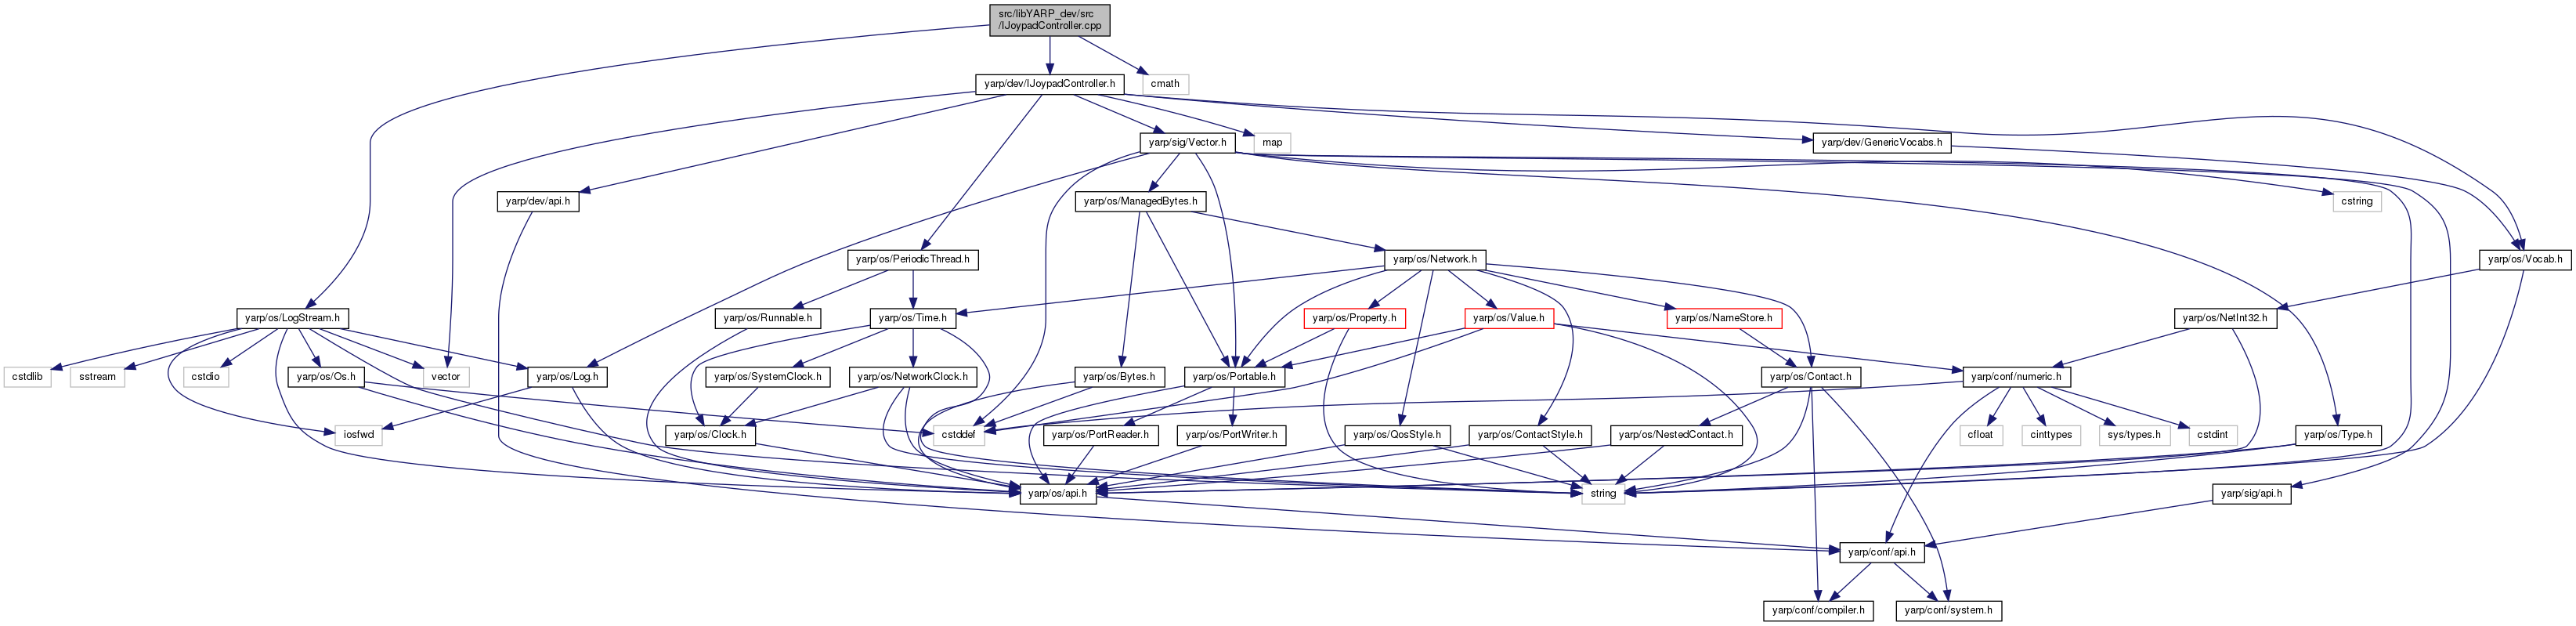 src/libYARP_dev/src
/IJoypadController.cpp
yarp/dev/IJoypadController.h
cmath
yarp/sig/Vector.h
map
yarp/dev/GenericVocabs.h
yarp/dev/api.h
yarp/os/ManagedBytes.h
cstring
yarp/os/PeriodicThread.h
yarp/os/Network.h
yarp/os/Vocab.h
yarp/os/LogStream.h
yarp/os/Runnable.h
yarp/os/Time.h
yarp/os/Property.h
yarp/os/Value.h
yarp/os/NameStore.h
yarp/os/NetInt32.h
cstdlib
sstream
cstdio
yarp/os/Os.h
vector
yarp/os/Log.h
yarp/os/SystemClock.h
yarp/os/NetworkClock.h
yarp/os/Bytes.h
yarp/os/Portable.h
yarp/os/Contact.h
yarp/conf/numeric.h
iosfwd
yarp/os/Clock.h
cstddef
yarp/os/PortReader.h
yarp/os/PortWriter.h
yarp/os/QosStyle.h
yarp/os/ContactStyle.h
yarp/os/NestedContact.h
cfloat
cinttypes
sys/types.h
cstdint
yarp/os/Type.h
yarp/os/api.h
string
yarp/sig/api.h
yarp/conf/api.h
yarp/conf/compiler.h
yarp/conf/system.h